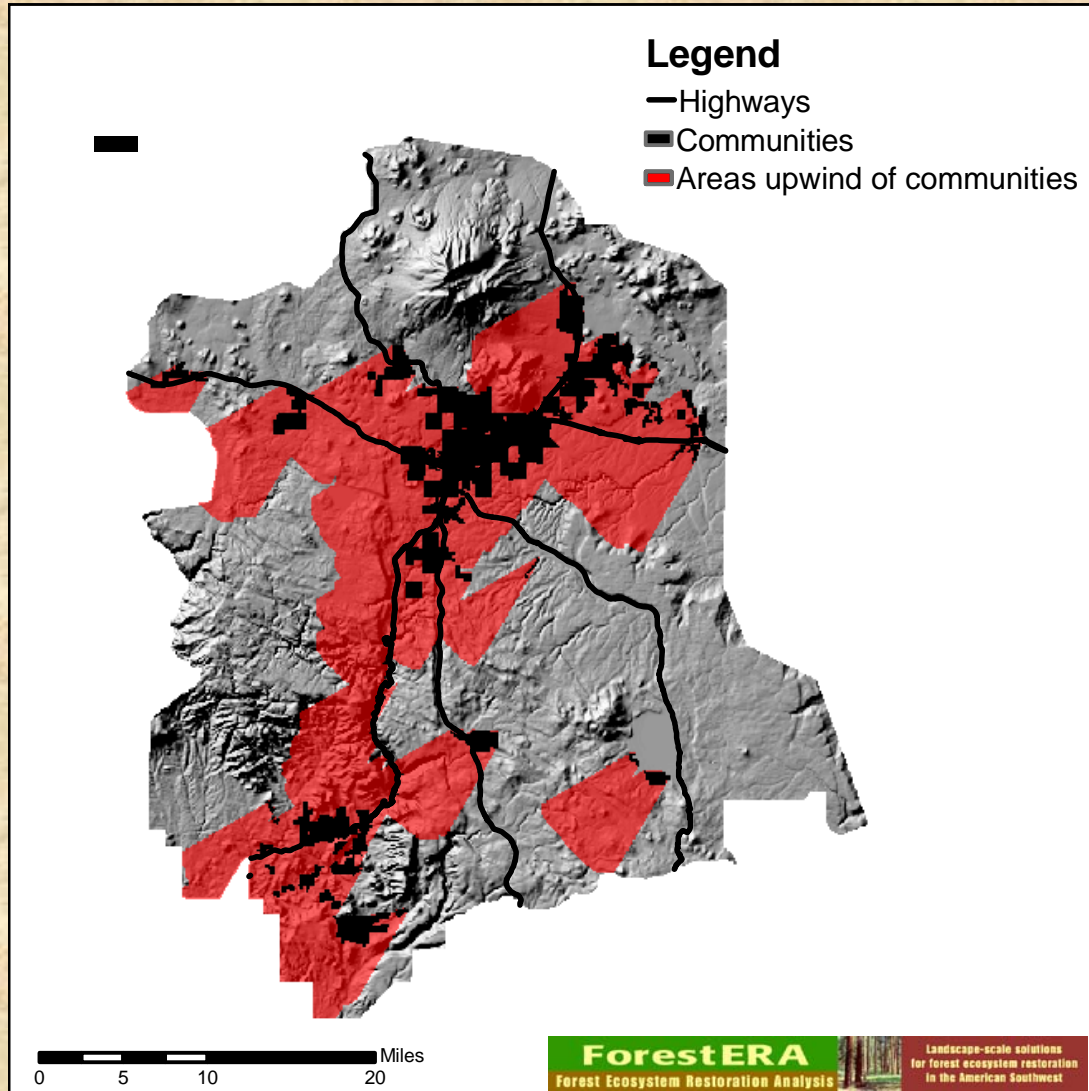 Legend
Highways
Communities
Areas upwind of communities
Miles
0 5 10 20
ForestERA
Forest Ecosystem Restoration Analysis
Landscape-scale solutions
for forest ecosystem restoration
in the American Southwest